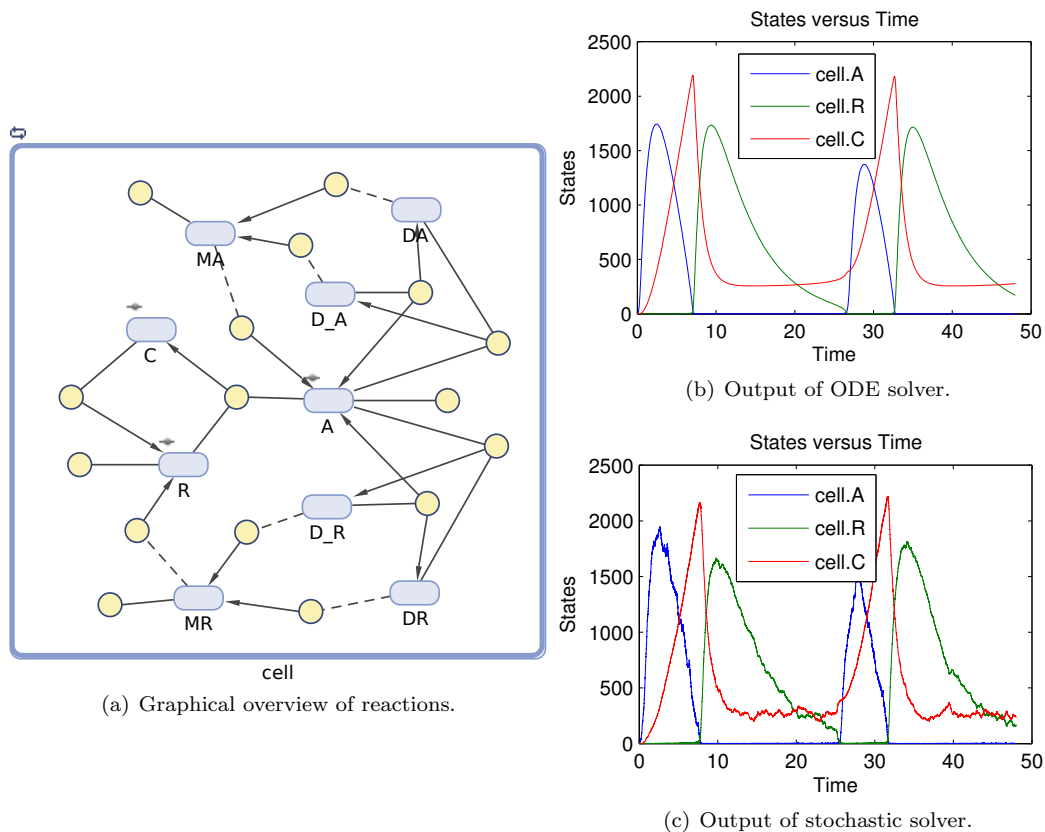 MA
DA
D_A
C
A
R
D_R
MR
DR
cell
(a) Graphical overview of reactions.
States versus Time
2500
2000
1500
1000
500
0
States
cell.A
cell.R
cell.C
0 10 20 30 40 50
Time
(b) Output of ODE solver.
States versus Time
2500
2000
1500
1000
500
0
States
cell.A
cell.R
cell.C
0 10 20 30 40 50
Time
(c) Output of stochastic solver.